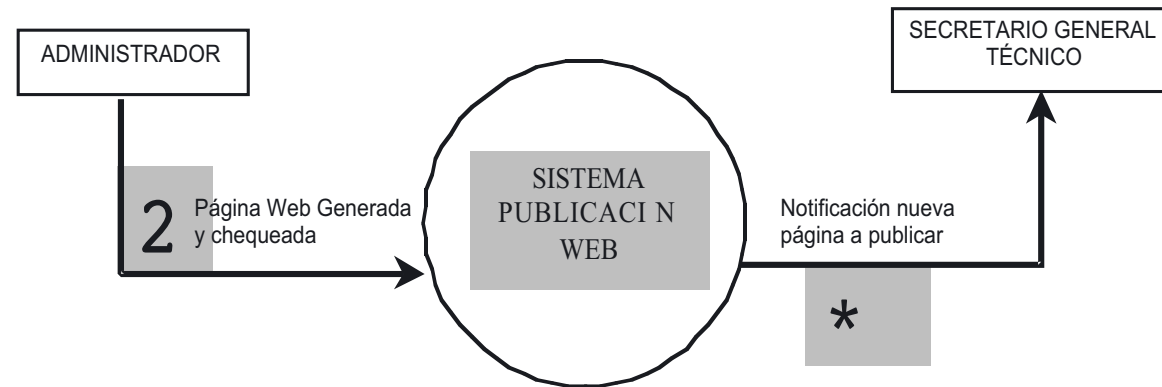 ADMINISTRADOR
SECRETARIO GENERAL
TÉCNICO
2
Página Web Generada
y chequeada
SISTEMA
PUBLICACI N
WEB
Notificación nueva
página a publicar
*